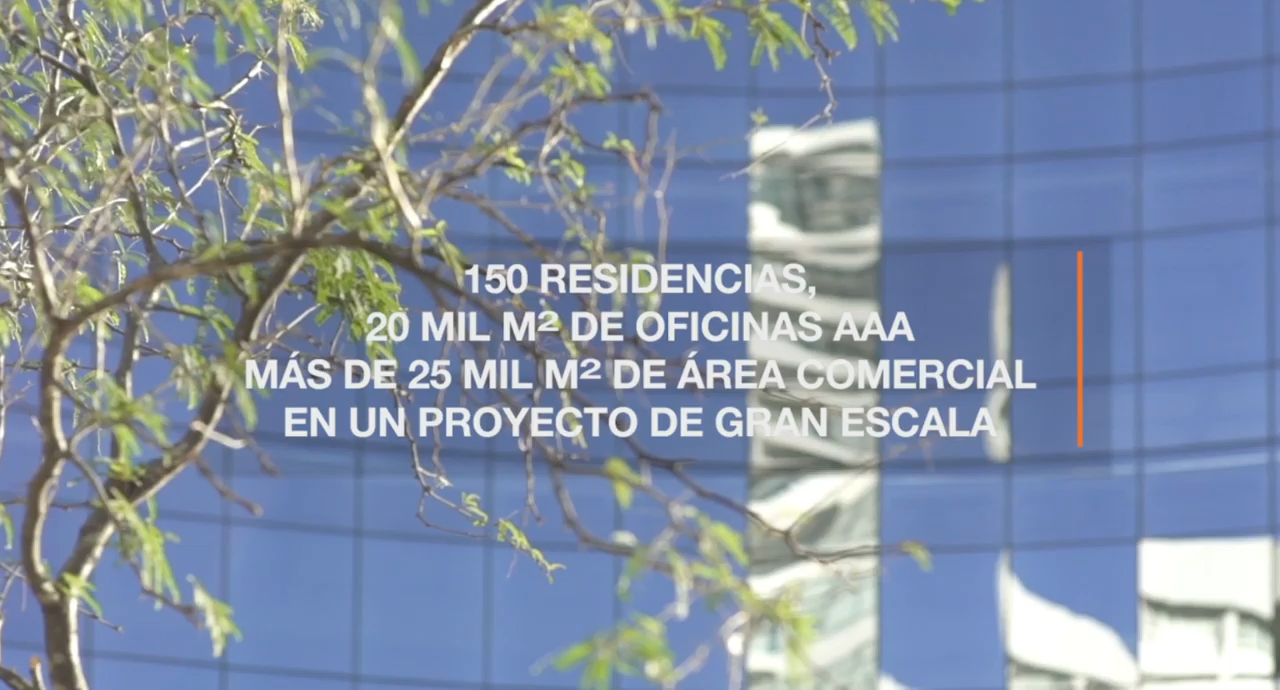 150 RESIDENCIAS,
20 MIL M² DE OFICINAS AAA
MÁS DE 25 MIL M² DE ÁREA COMERCIAL
EN UN PROYECTO DE GRAN ESCALA